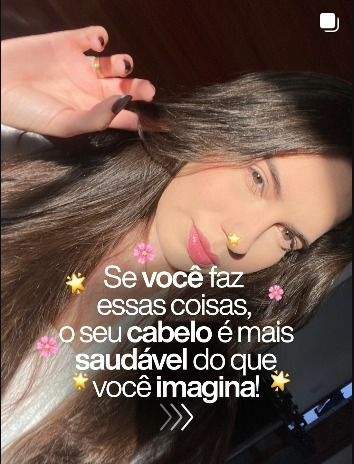 Se você faz
essas coisas,
o seu cabelo é mais
saudável do que
você imagina!